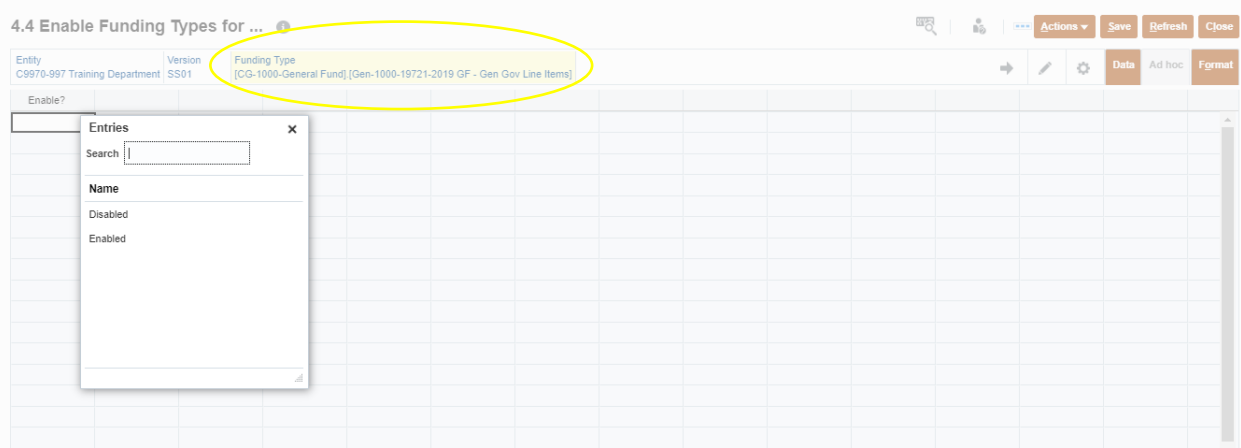 4.4 Enable Funding Types for ... Actions Save Refresh Close
Entity Version Funding Type
C9970-997 Training Department SS01 [CG-1000-General Fund].[Gen-1000-19721-2019 GF - Gen Gov Line Items] Data Ad hoc Format
Enable?
Entries
Search
Name
Disabled
Enabled